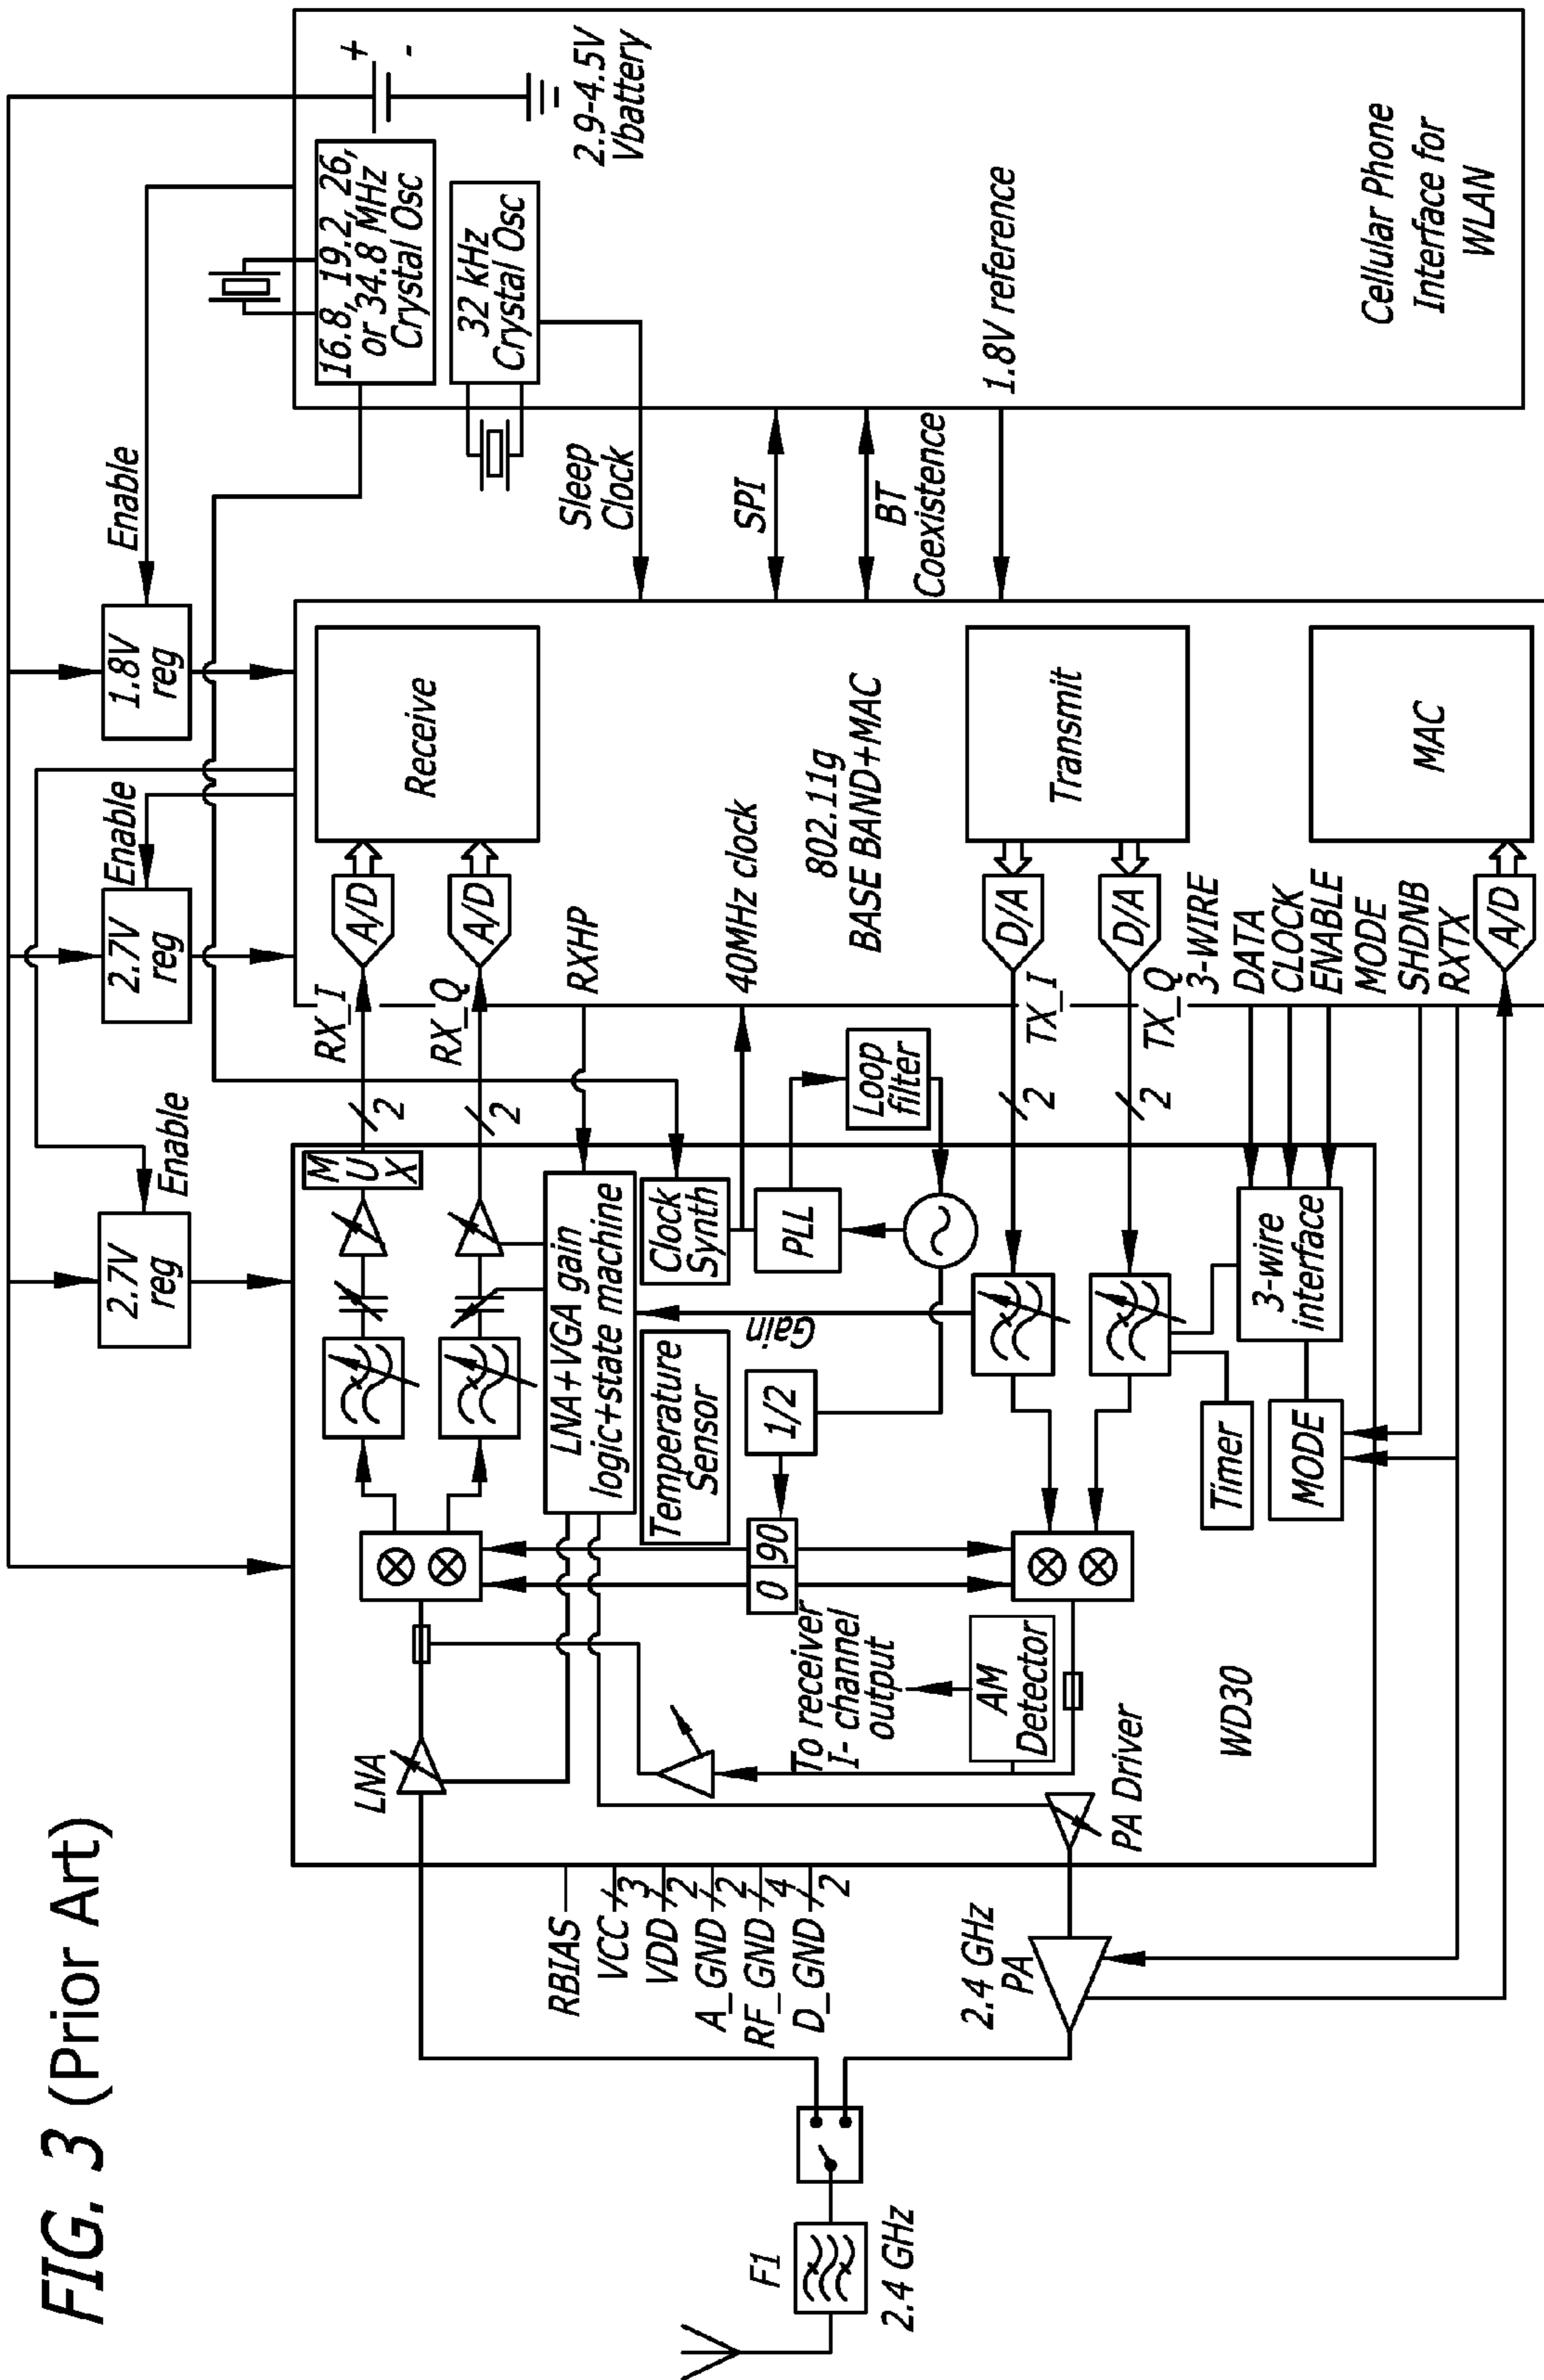 FIG. 3 (Prior Art)
2.7V
reg
Enable
2.7V
reg
Enable
1.8V
reg
Enable
16.8, 19.2, 26,
or 34.8 MHz
Crystal Osc
+
-
2.9-4.5V
Vbattery
32 kHz
Crystal Osc
Sleep
Clock
SPI
BT
Coexistence
1.8V reference
Cellular Phone
Interface for
WLAN
Receive
A/D
A/D
RX_I
RX_Q
2
2
RXHP
40MHz clock
802.11g
BASE BAND+MAC
Transmit
D/A
D/A
TX_I
TX_Q
2
2
3-WIRE
DATA
CLOCK
ENABLE
MODE
SHDNB
RXTX
MAC
A/D
MUX
LNA
LNA+VGA gain
logic+state machine
Temperature
Sensor
Clock
Synth
PLL
Loop
filter
Gain
1/2
0
90
To receiver
I- channel
output
AM
Detector
PA Driver
WD30
Timer
MODE
3-wire
interface
RBIAS
VCC
3
VDD
2
A_GND
2
RF_GND
4
D_GND
2
2.4 GHz
PA
F1
2.4 GHz